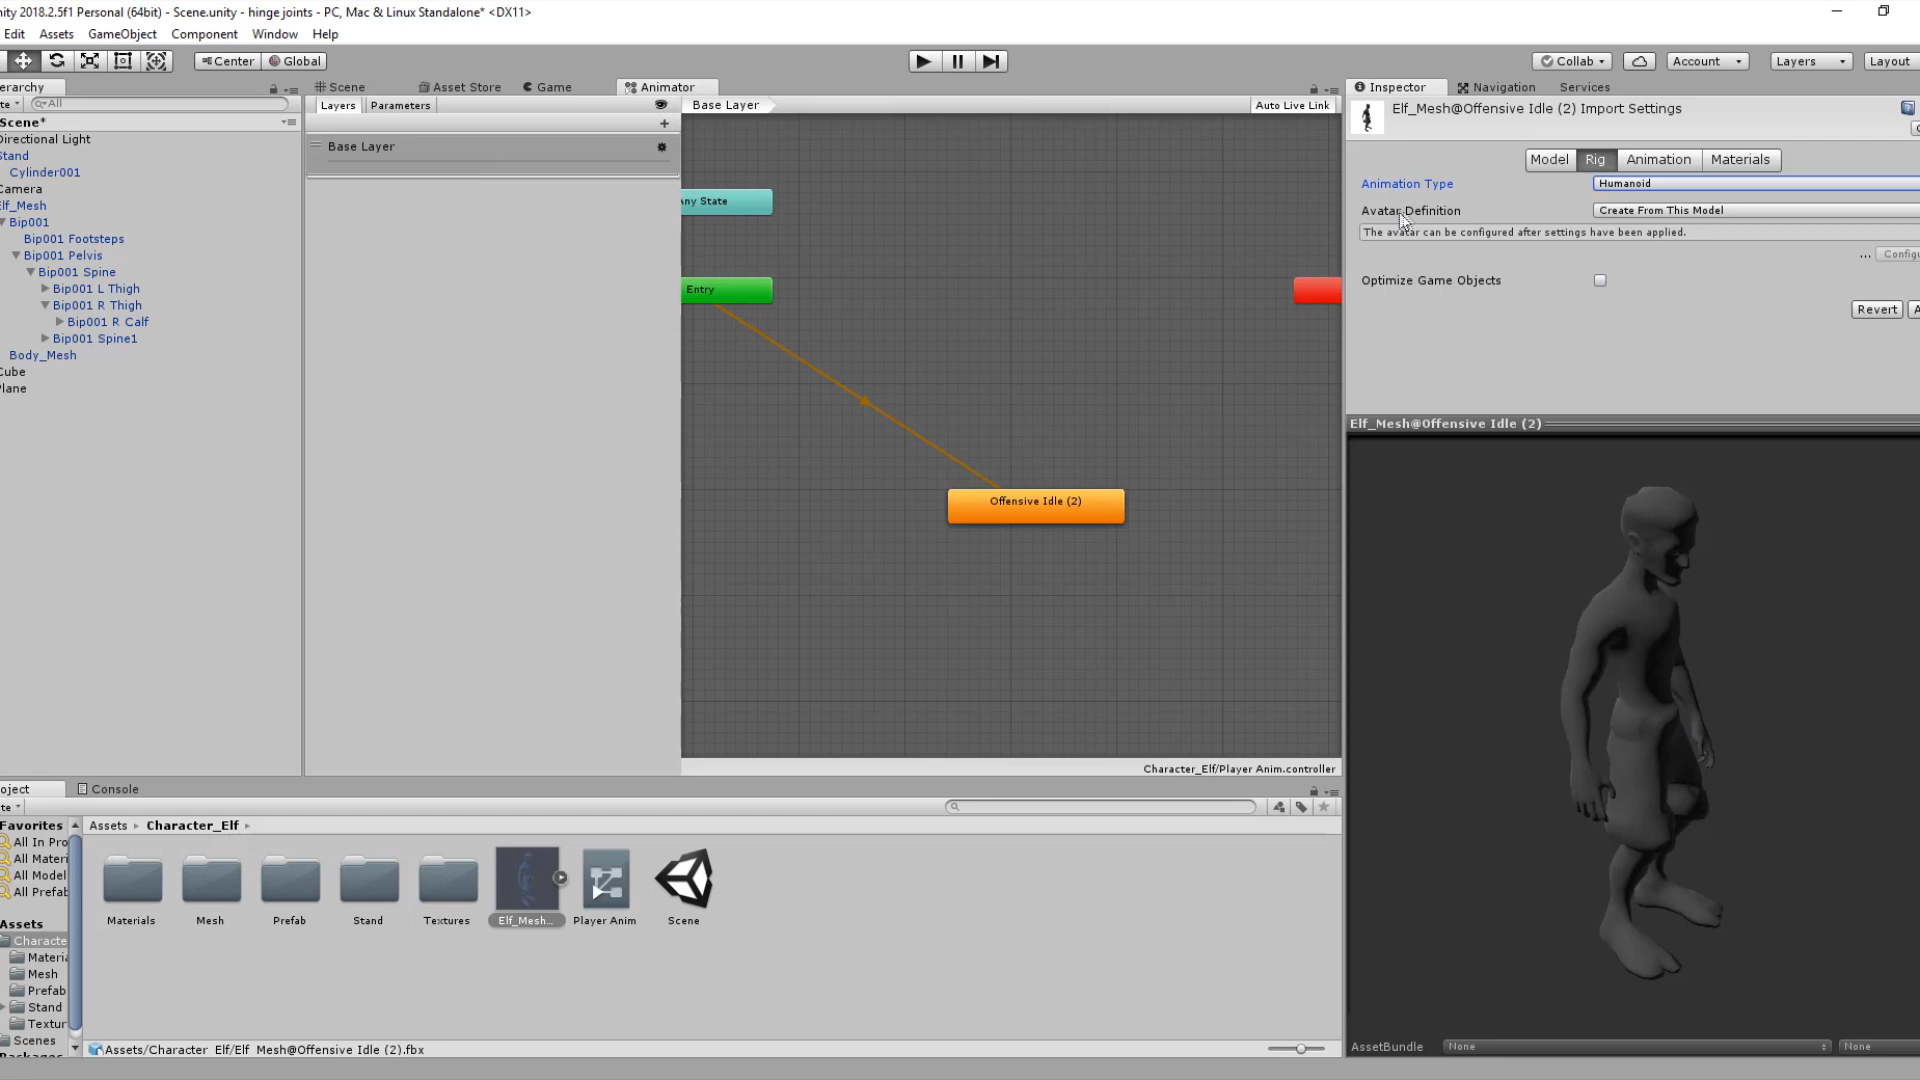 nity 2018.2.5f1 Personal (64bit) - Scene.unity - hinge joints - PC, Mac & Linux Standalone* <DX11>
Edit Assets GameObject Component Window Help
Center Global Collab Account Layers Layout
erarchy Scene Asset Store Game Animator Inspector Navigation Services
te All Layers Parameters Base Layer Auto Live Link
Elf_Mesh@Offensive Idle (2) Import Settings
Scene*
Directional Light
Base Layer
Stand
Model Rig Animation Materials
Cylinder001
Animation Type Humanoid
Camera
Any State
Elf_Mesh
Avatar Definition Create From This Model
Bip001
The avatar can be configured after settings have been applied.
Bip001 Footsteps
Bip001 Pelvis
... Configu
Bip001 Spine
Optimize Game Objects
Bip001 L Thigh
Entry
Bip001 R Thigh
Revert A
Bip001 R Calf
Bip001 Spine1
Body_Mesh
Cube
Plane
Elf_Mesh@Offensive Idle (2)
Offensive Idle (2)
Character_Elf/Player Anim.controller
oject Console
te
Favorites Assets Character_Elf
All In Pro
All Materi
All Model
All Prefab
Materials Mesh Prefab Stand Textures Elf_Mesh... Player Anim Scene
Assets
Characte
Materia
Mesh
Prefab
Stand
Textur
Scenes
Packages
Assets/Character_Elf/Elf_Mesh@Offensive Idle (2).fbx
AssetBundle None None